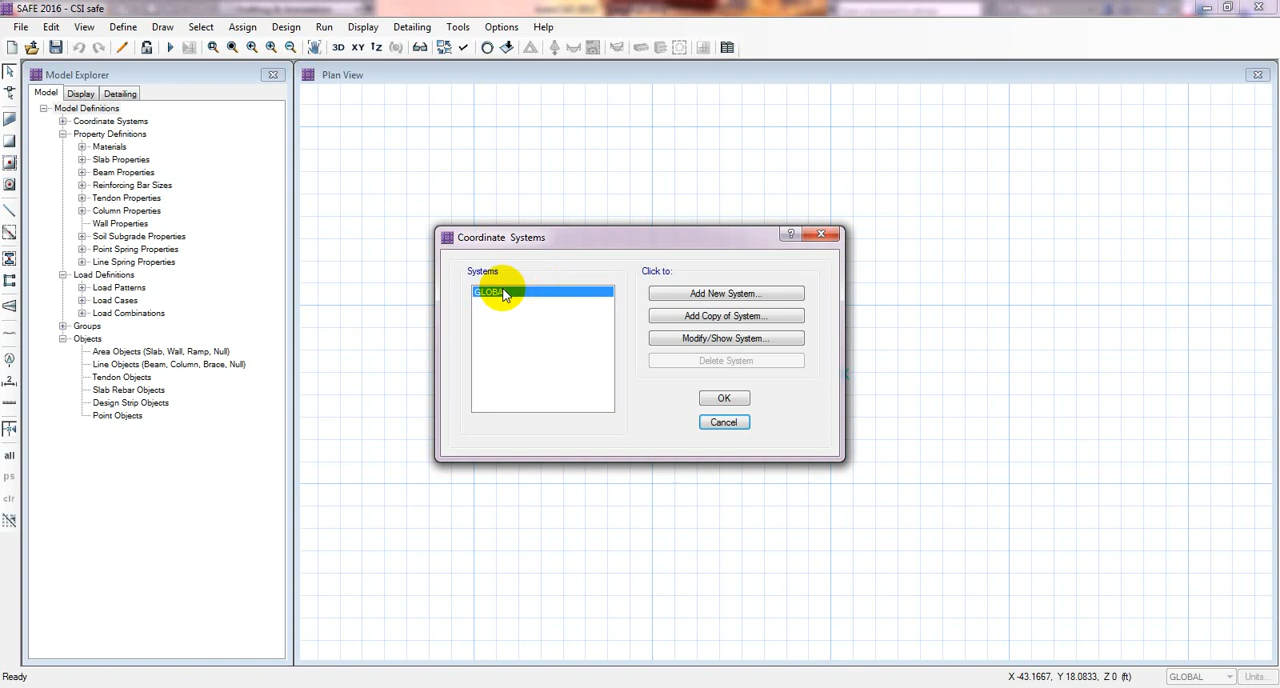 SAFE 2016 - CSI safe
File Edit View Define Draw Select Assign Design Run Display Detailing Tools Options Help
3D XY
Model Explorer
Plan View
Model Display Detailing
Model Definitions
Coordinate Systems
Property Definitions
Materials
Slab Properties
Beam Properties
Reinforcing Bar Sizes
Tendon Properties
Column Properties
Wall Properties
Soil Subgrade Properties
Point Spring Properties
Line Spring Properties
Load Definitions
Load Patterns
Load Cases
Load Combinations
Groups
Objects
Area Objects (Slab, Wall, Ramp, Null)
Line Objects (Beam, Column, Brace, Null)
Tendon Objects
Slab Rebar Objects
Design Strip Objects
Point Objects
Coordinate Systems
Systems
GLOBAL
Click to:
Add New System...
Add Copy of System...
Modify/Show System...
Delete System
OK
Cancel
all
ps
clr
Ready
X -43.1667, Y 18.0833, Z 0 (ft)
GLOBAL
Units...